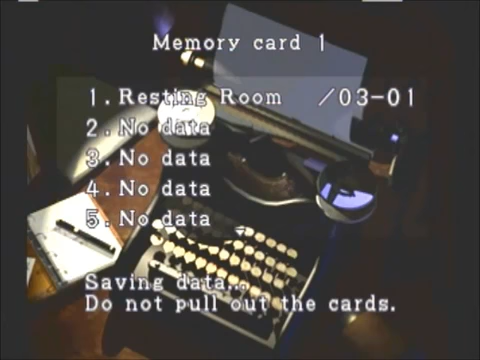 Memory card 1
1. Resting Room /03-01
2. No data
3. No data
4. No data
5. No data
Saving data...
Do not pull out the cards.